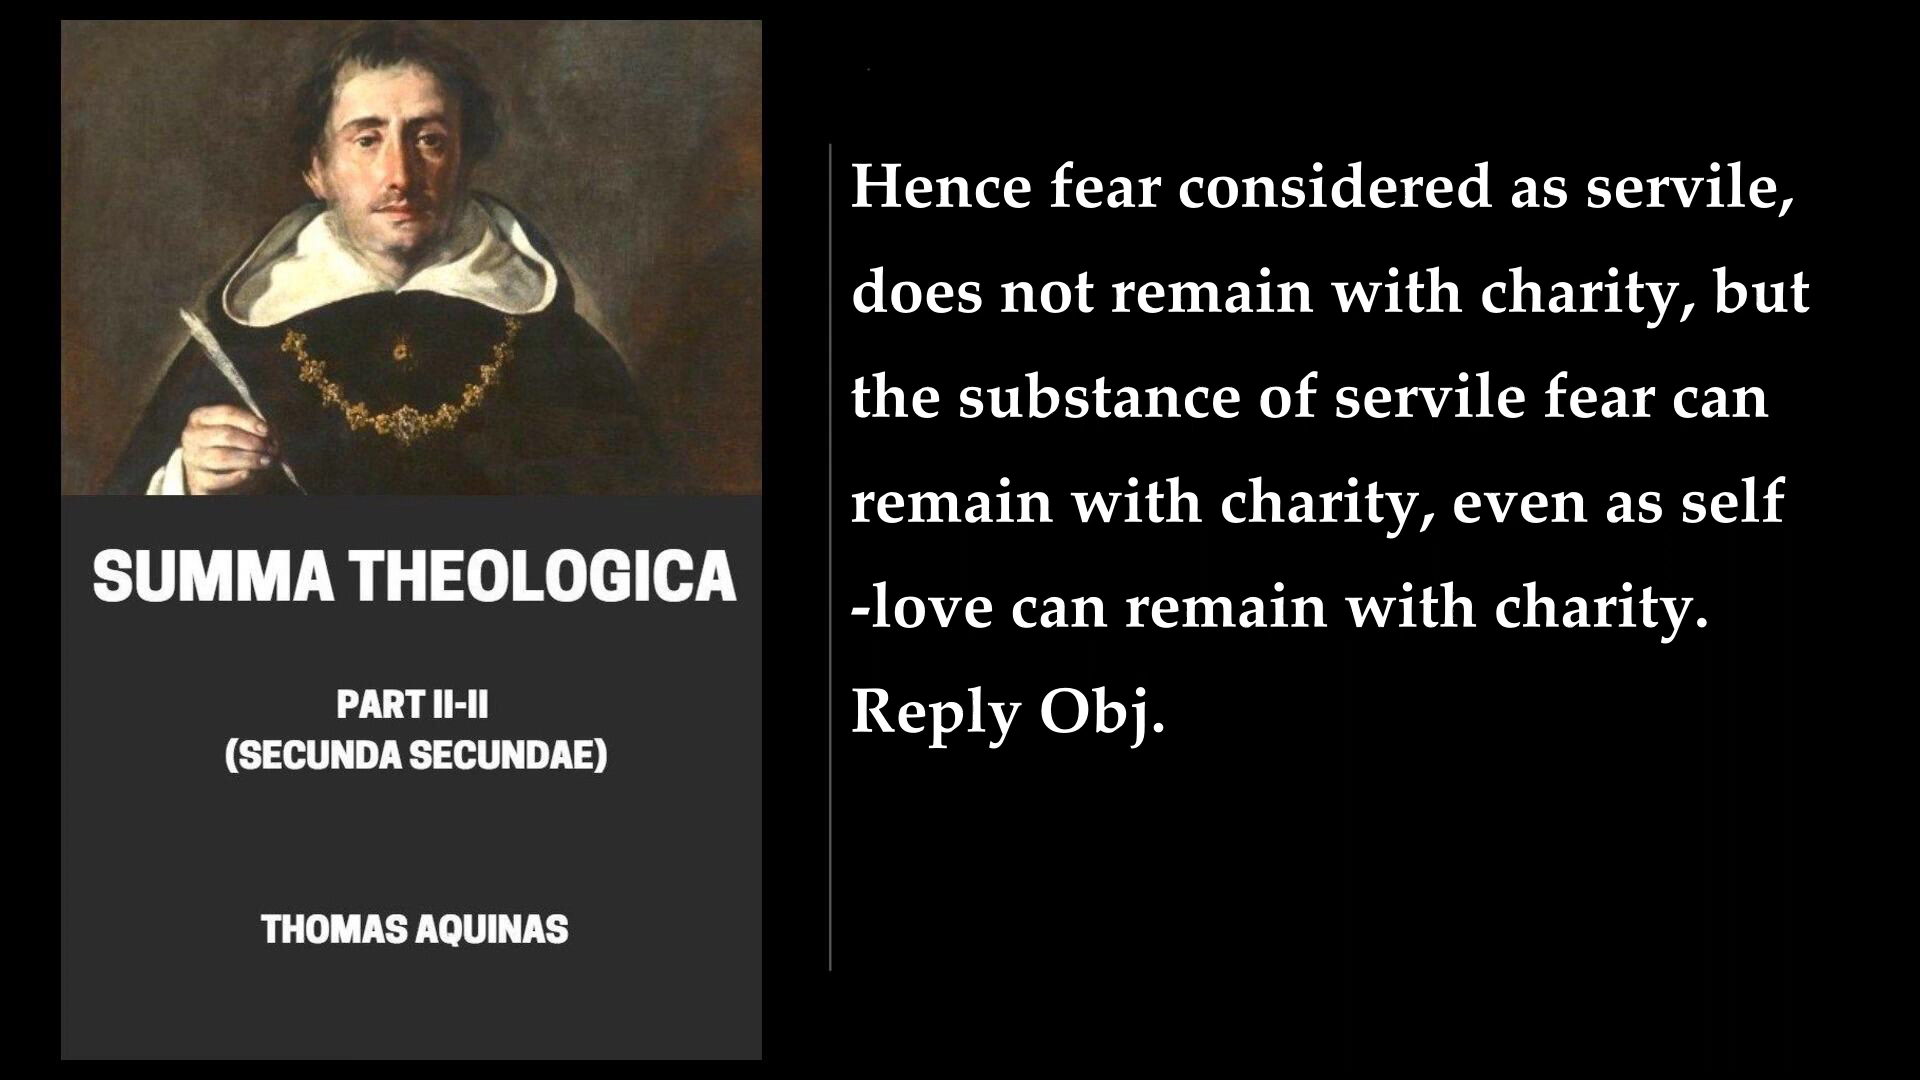 SUMMA THEOLOGICA
PART II-II
(SECUNDA SECUNDAE)
THOMAS AQUINAS
Hence fear considered as servile,
does not remain with charity, but
the substance of servile fear can
remain with charity, even as self
-love can remain with charity.
Reply Obj.